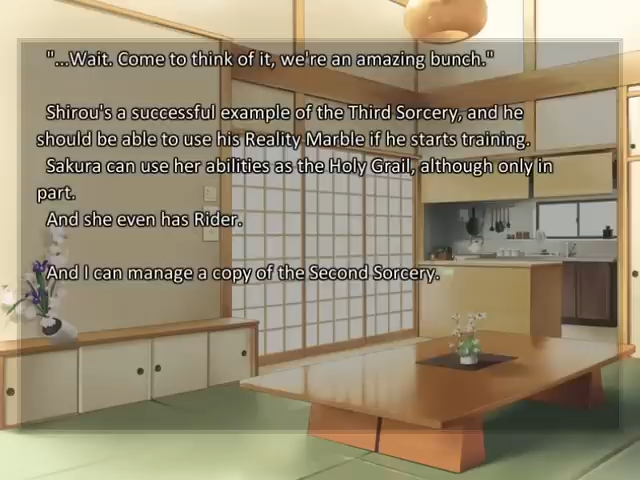 "...Wait. Come to think of it, we're an amazing bunch."
Shirou's a successful example of the Third Sorcery, and he
should be able to use his Reality Marble if he starts training.
Sakura can use her abilities as the Holy Grail, although only in
part.
And she even has Rider.
And I can manage a copy of the Second Sorcery.